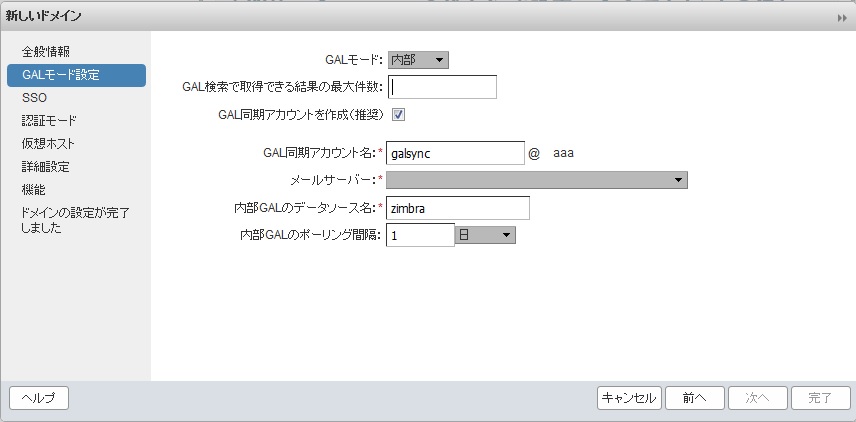 新しいドメイン
全般情報
GALモード設定
SSO
認証モード
仮想ホスト
詳細設定
機能
ドメインの設定が完了
しました
GALモード: 内部
GAL検索で取得できる結果の最大件数:
GAL同期アカウントを作成(推奨)
GAL同期アカウント名:* galsync @ aaa
メールサーバー:*
内部GALのデータソース名:* zimbra
内部GALのポーリング間隔: 1 日
ヘルプ キャンセル 前へ 次へ 完了